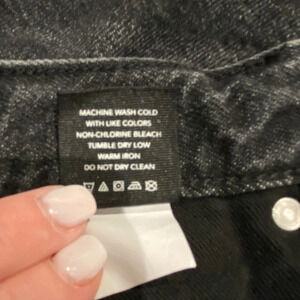 MACHINE WASH COLD
WITH LIKE COLORS
NON-CHLORINE BLEACH
TUMBLE DRY LOW
WARM IRON
DO NOT DRY CLEAN